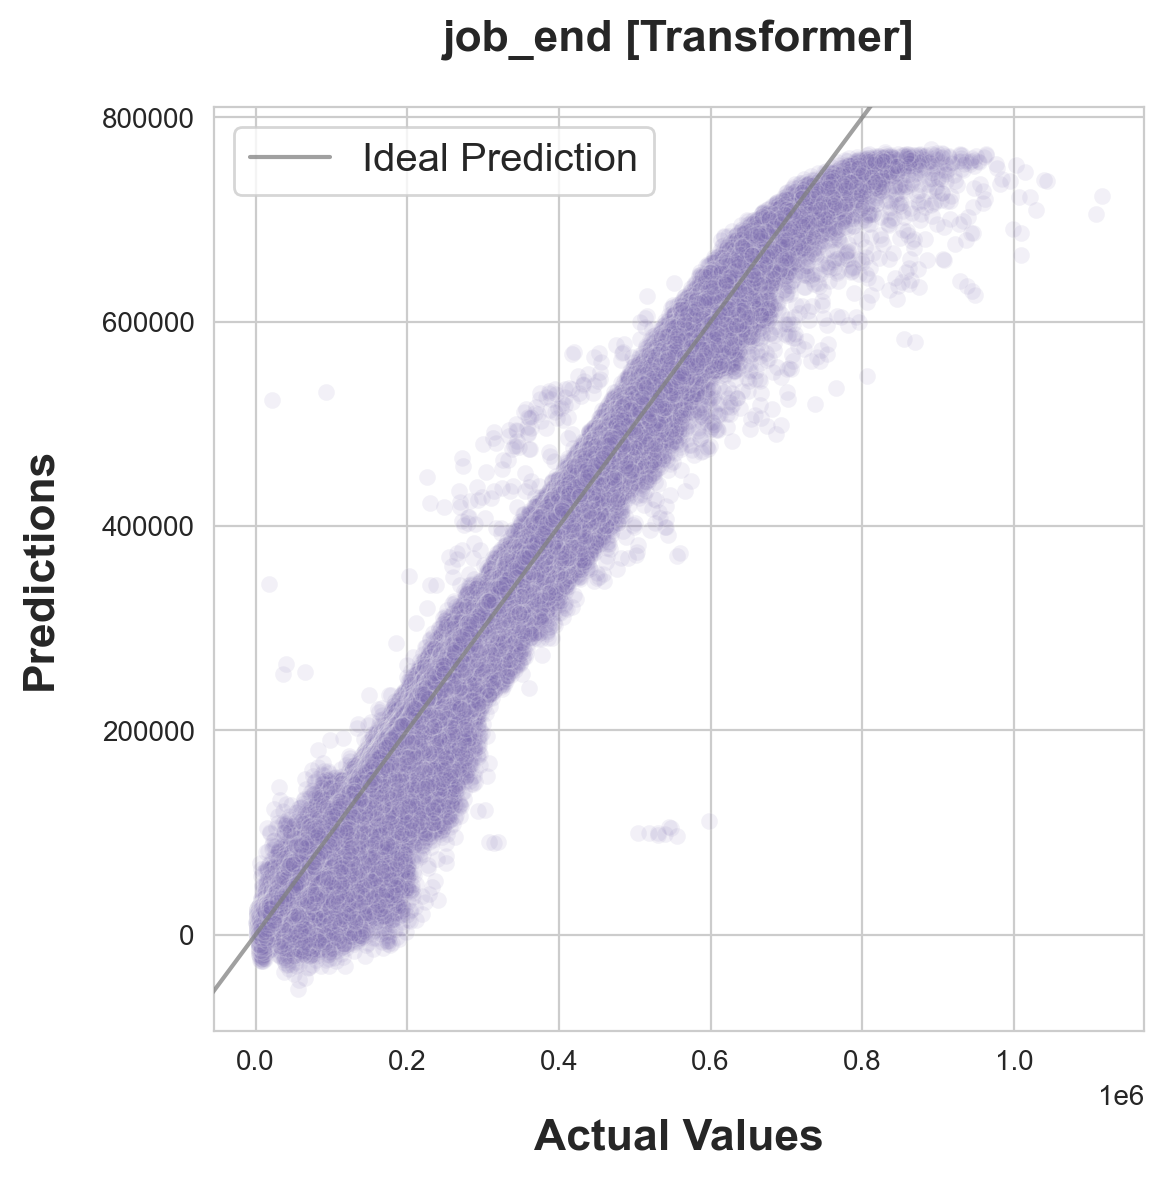 job_end [Transformer]
Ideal Prediction
800000
600000
400000
200000
0
Predictions
0.0 0.2 0.4 0.6 0.8 1.0
1e6
Actual Values